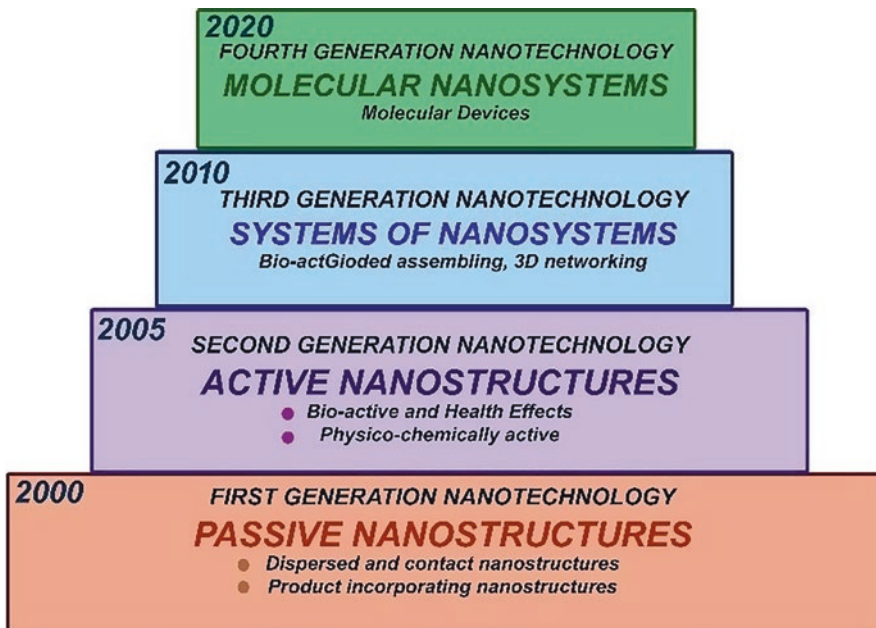 2020
FOURTH GENERATION NANOTECHNOLOGY
MOLECULAR NANOSYSTEMS
Molecular Devices
2010
THIRD GENERATION NANOTECHNOLOGY
SYSTEMS OF NANOSYSTEMS
Bio-actGioded assembling, 3D networking
2005
SECOND GENERATION NANOTECHNOLOGY
ACTIVE NANOSTRUCTURES
Bio-active and Health Effects
Physico-chemically active
2000
FIRST GENERATION NANOTECHNOLOGY
PASSIVE NANOSTRUCTURES
Dispersed and contact nanostructures
Product incorporating nanostructures